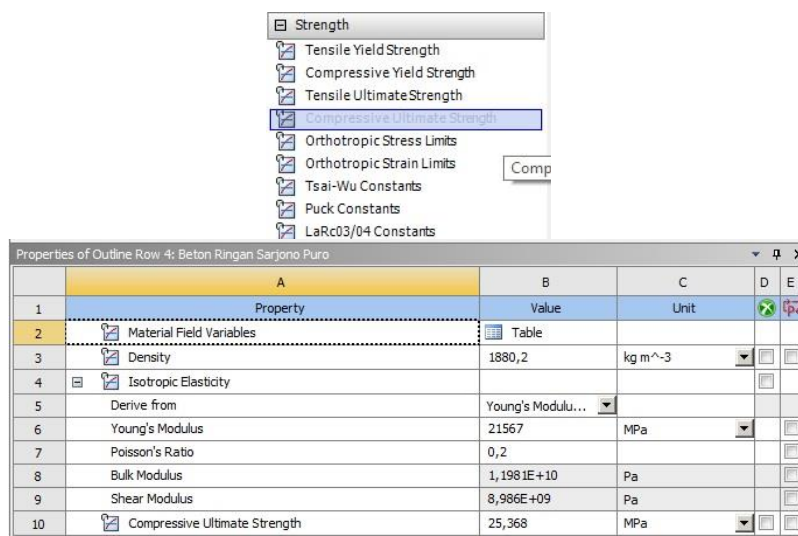 Strength
Tensile Yield Strength
Compressive Yield Strength
Tensile Ultimate Strength
Compressive Ultimate Strength
Orthotropic Stress Limits
Orthotropic Strain Limits
Comp
Tsai-Wu Constants
Puck Constants
LaRc03/04 Constants
Properties of Outline Row 4: Beton Ringan Sarjono Puro
A B C D E
1 Property Value Unit
2 Material Field Variables Table
3 Density 1880,2 kg m^-3
4 Isotropic Elasticity
5 Derive from Young's Modulu...
6 Young's Modulus 21567 MPa
7 Poisson's Ratio 0,2
8 Bulk Modulus 1,1981E+10 Pa
9 Shear Modulus 8,986E+09 Pa
10 Compressive Ultimate Strength 25,368 MPa